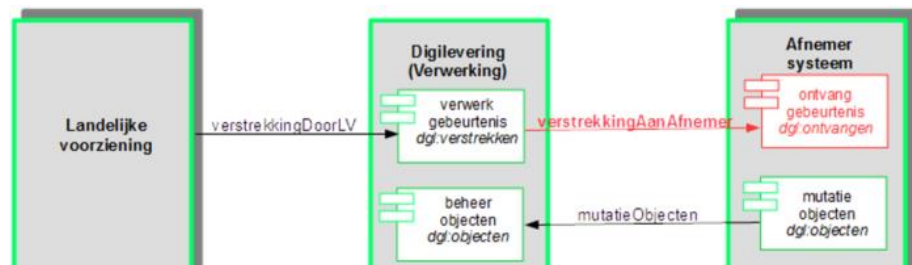 Landelijke
voorziening
verstrekkingDoorLV
Digilevering
(Verwerking)
verwerk
gebeurtenis
dgl:verstrekken
beheer
objecten
dgl:objecten
verstrekkingAanAfnemer
mutatieObjecten
Afnemer
systeem
ontvang
gebeurtenis
dgl:ontvangen
mutatie
objecten
dgl:objecten